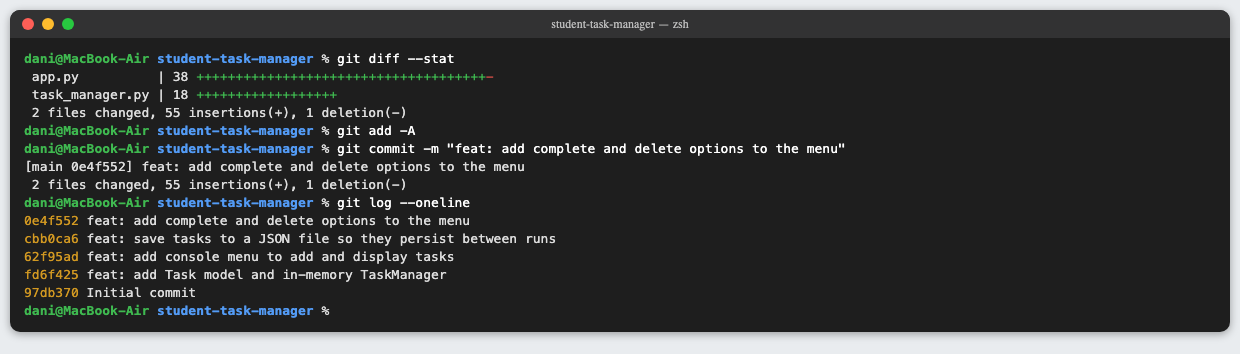 student-task-manager — zsh
dani@MacBook-Air student-task-manager % git diff --stat
 app.py          | 38 +++++++++++++++++++++++++++++++++++++-
 task_manager.py | 18 ++++++++++++++++++
 2 files changed, 55 insertions(+), 1 deletion(-)
dani@MacBook-Air student-task-manager % git add -A
dani@MacBook-Air student-task-manager % git commit -m "feat: add complete and delete options to the menu"
[main 0e4f552] feat: add complete and delete options to the menu
 2 files changed, 55 insertions(+), 1 deletion(-)
dani@MacBook-Air student-task-manager % git log --oneline
0e4f552 feat: add complete and delete options to the menu
cbb0ca6 feat: save tasks to a JSON file so they persist between runs
62f95ad feat: add console menu to add and display tasks
fd6f425 feat: add Task model and in-memory TaskManager
97db370 Initial commit
dani@MacBook-Air student-task-manager %